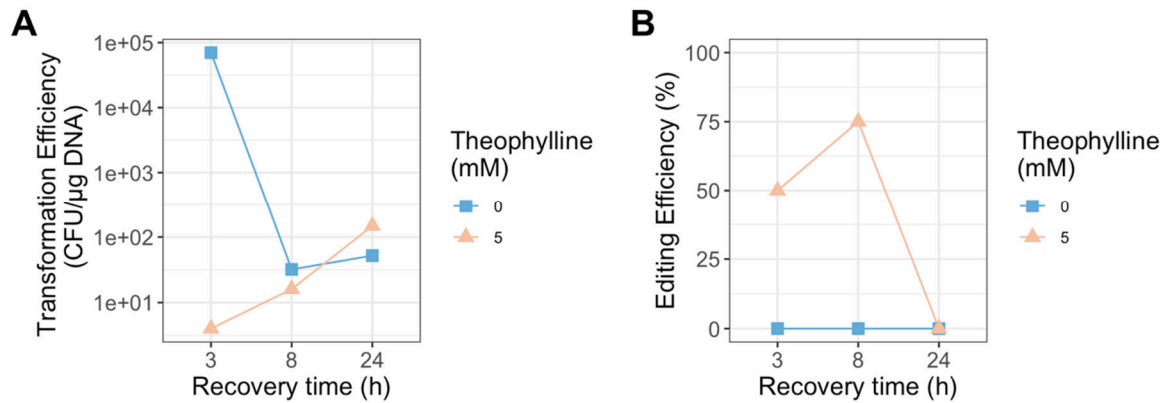 A
Transformation Efficiency
(CFU/µg DNA)
1e+05
1e+04
1e+03
1e+02
1e+01
3
8
24
Recovery time (h)
Theophylline
(mM)
0
5
B
Editing Efficiency (%)
100
75
50
25
0
3
8
24
Recovery time (h)
Theophylline
(mM)
0
5